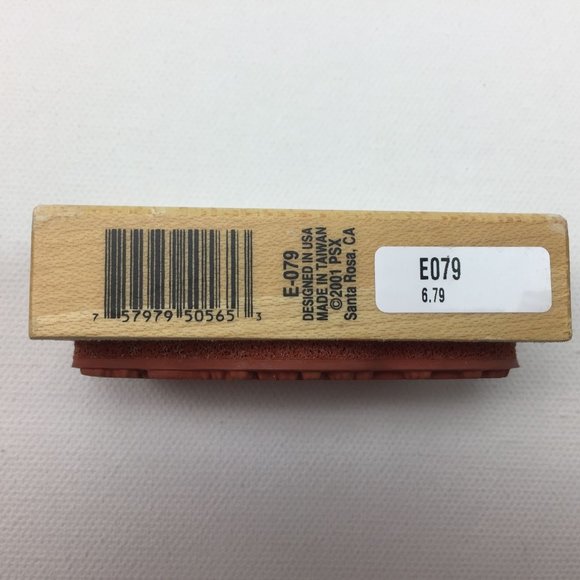 7 57979 50565 3
E-079
DESIGNED IN USA
MADE IN TAIWAN
©2001 PSX
Santa Rosa, CA
E079
6.79